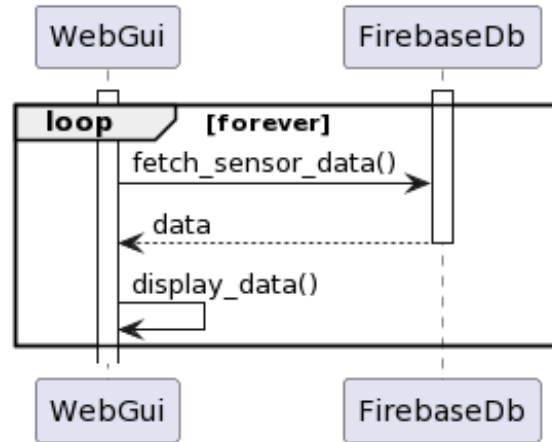 WebGui
FirebaseDb
loop
[forever]
fetch_sensor_data()
data
display_data()
WebGui
FirebaseDb